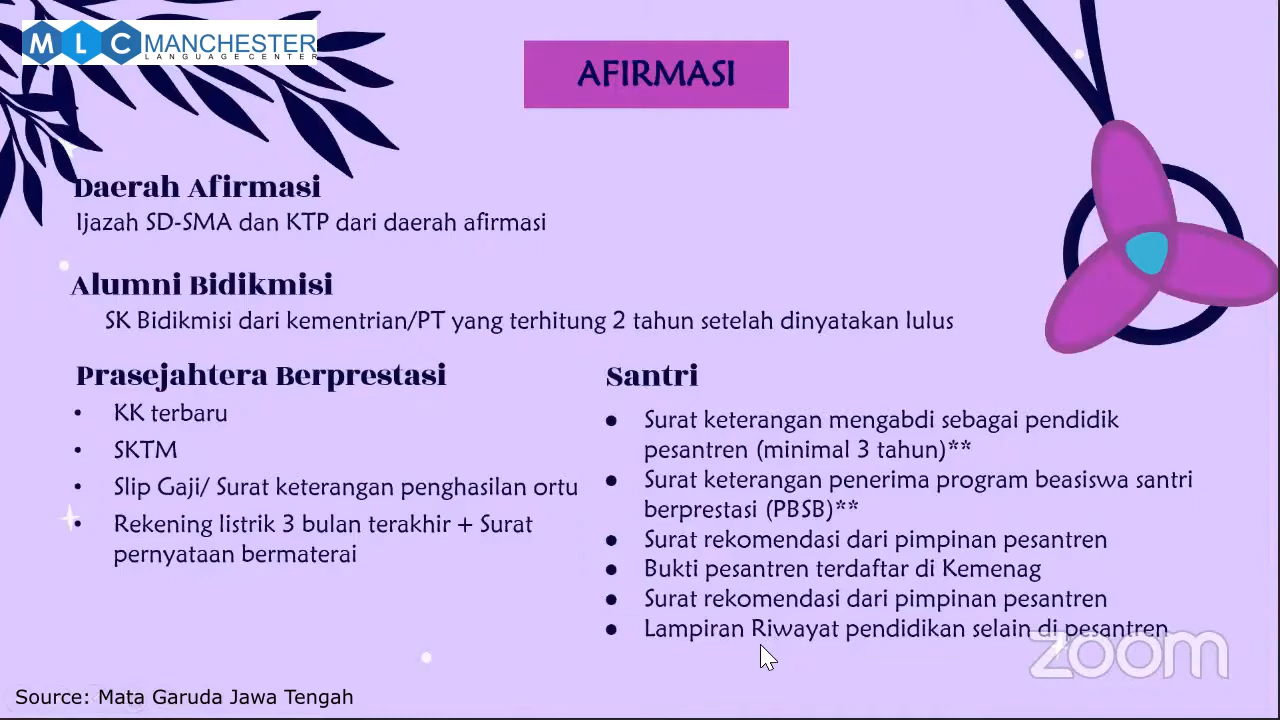 MLC MANCHESTER
LANGUAGE CENTER
AFIRMASI
Daerah Afirmasi
Ijazah SD-SMA dan KTP dari daerah afirmasi
Alumni Bidikmisi
SK Bidikmisi dari kementrian/PT yang terhitung 2 tahun setelah dinyatakan lulus
Prasejahtera Berprestasi
• KK terbaru
• SKTM
• Slip Gaji/ Surat keterangan penghasilan ortu
• Rekening listrik 3 bulan terakhir + Surat
pernyataan bermaterai
Santri
● Surat keterangan mengabdi sebagai pendidik
pesantren (minimal 3 tahun)**
● Surat keterangan penerima program beasiswa santri
berprestasi (PBSB)**
● Surat rekomendasi dari pimpinan pesantren
● Bukti pesantren terdaftar di Kemenag
● Surat rekomendasi dari pimpinan pesantren
● Lampiran Riwayat pendidikan selain di pesantren
zoom
Source: Mata Garuda Jawa Tengah